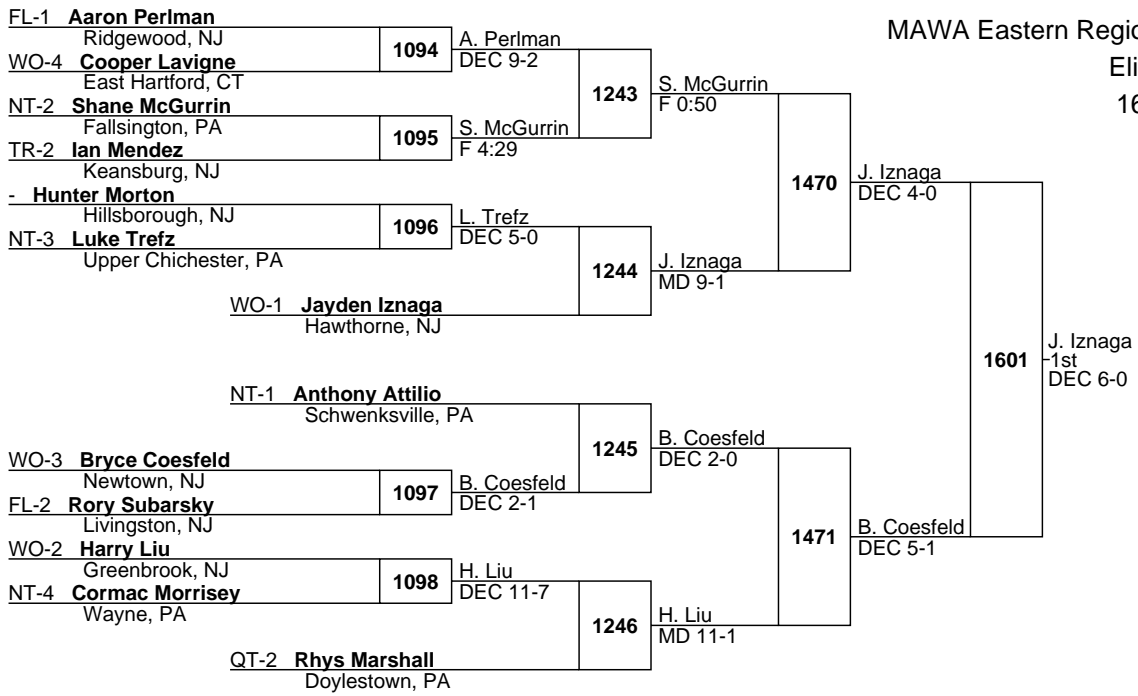 FL-1 Aaron Perlman
Ridgewood, NJ
1094
A. Perlman
DEC 9-2
MAWA Eastern Regio
WO-4 Cooper Lavigne
East Hartford, CT
Eli
1243
S. McGurrin
F 0:50
NT-2 Shane McGurrin
Fallsington, PA
16
1095
S. McGurrin
F 4:29
TR-2 Ian Mendez
Keansburg, NJ
1470
J. Iznaga
DEC 4-0
- Hunter Morton
Hillsborough, NJ
1096
L. Trefz
DEC 5-0
NT-3 Luke Trefz
Upper Chichester, PA
1244
J. Iznaga
MD 9-1
WO-1 Jayden Iznaga
Hawthorne, NJ
1601
J. Iznaga
1st
DEC 6-0
NT-1 Anthony Attilio
Schwenksville, PA
1245
B. Coesfeld
DEC 2-0
WO-3 Bryce Coesfeld
Newtown, NJ
1097
B. Coesfeld
DEC 2-1
FL-2 Rory Subarsky
Livingston, NJ
1471
B. Coesfeld
DEC 5-1
WO-2 Harry Liu
Greenbrook, NJ
1098
H. Liu
DEC 11-7
NT-4 Cormac Morrisey
Wayne, PA
1246
H. Liu
MD 11-1
QT-2 Rhys Marshall
Doylestown, PA